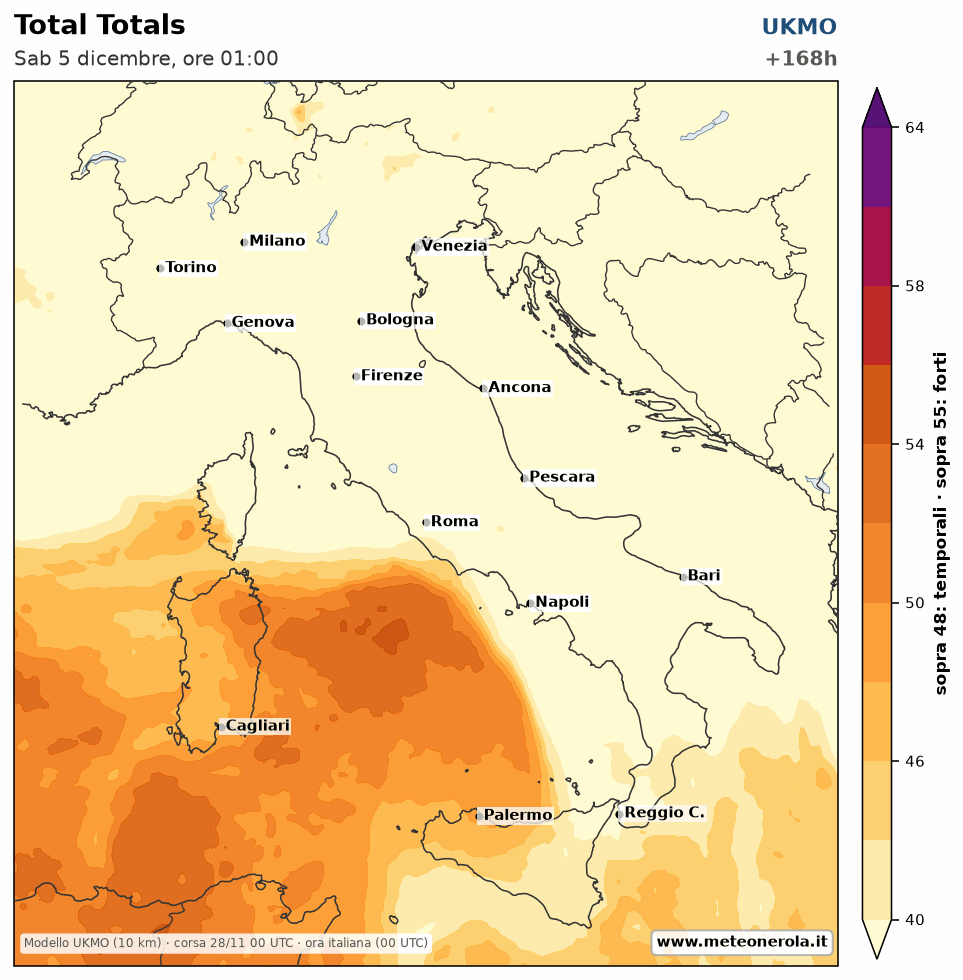 Total Totals
UKMO
Sab 5 dicembre, ore 01:00
+168h
Milano
Venezia
Torino
Genova
Bologna
Firenze
Ancona
Pescara
Roma
Bari
Napoli
Cagliari
Palermo
Reggio C.
64
58
54
50
46
40
sopra 48: temporali · sopra 55: forti
Modello UKMO (10 km) · corsa 28/11 00 UTC · ora italiana (00 UTC)
www.meteonerola.it